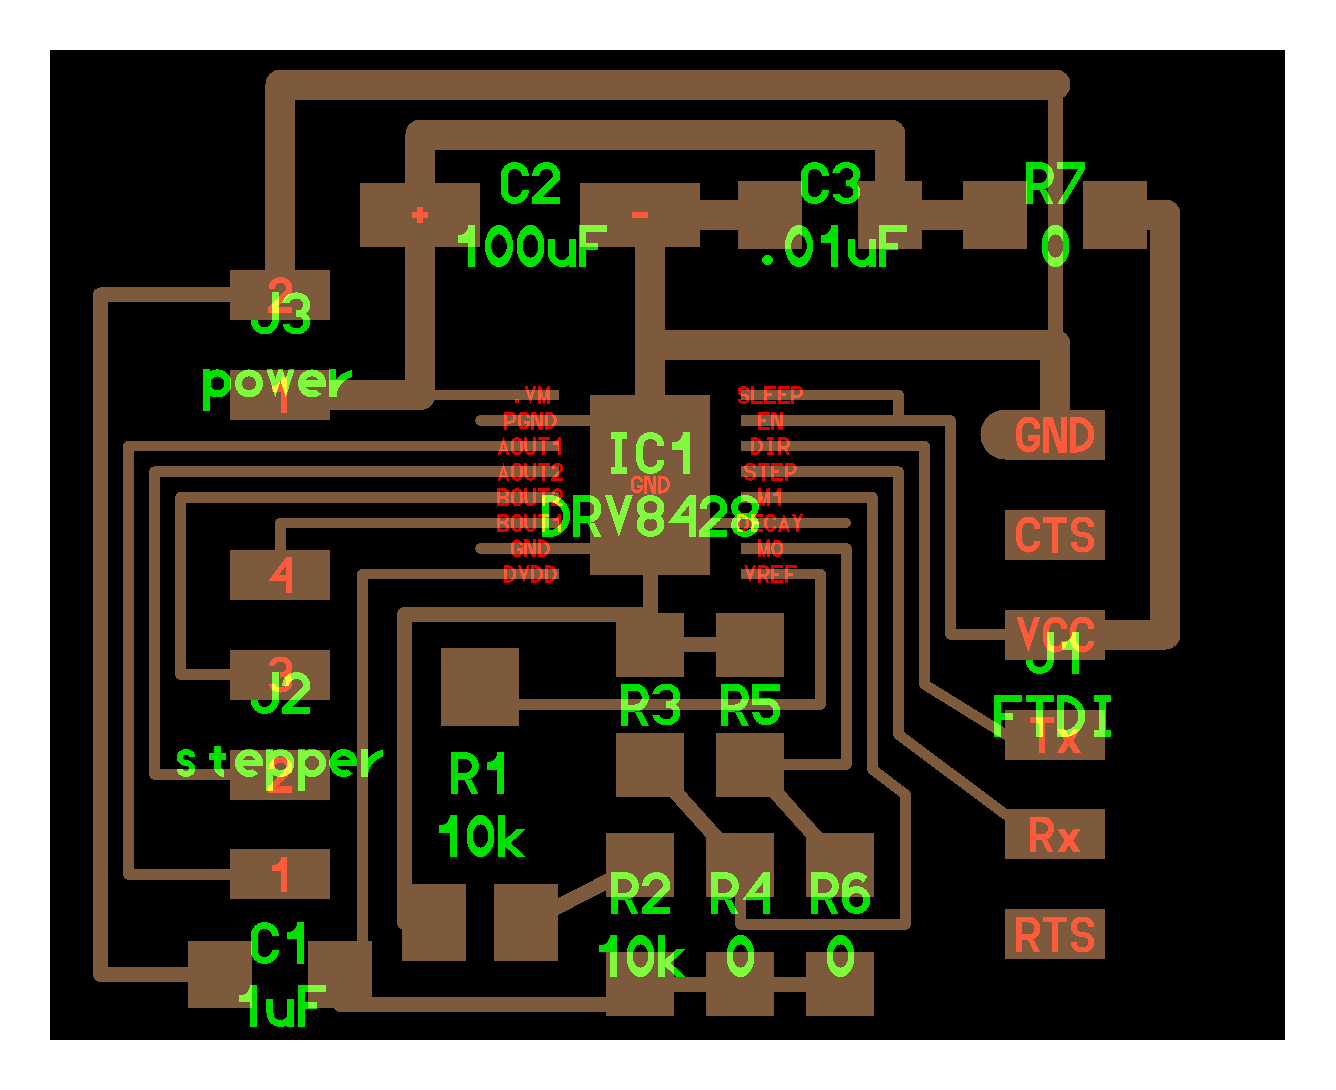 C2
100uF
C3
.01uF
R7
0
+
-
2
J3
power
1
.VM
PGND
AOUT1
AOUT2
BOUT2
BOUT1
GND
DVDD
IC1
GND
DRV8428
SLEEP
EN
DIR
STEP
M1
DECAY
M0
VREF
GND
CTS
VCC
J1
FTDI
Tx
Rx
RTS
4
3
J2
stepper
2
1
C1
1uF
R1
10k
R3
R5
R2
10k
R4
0
R6
0